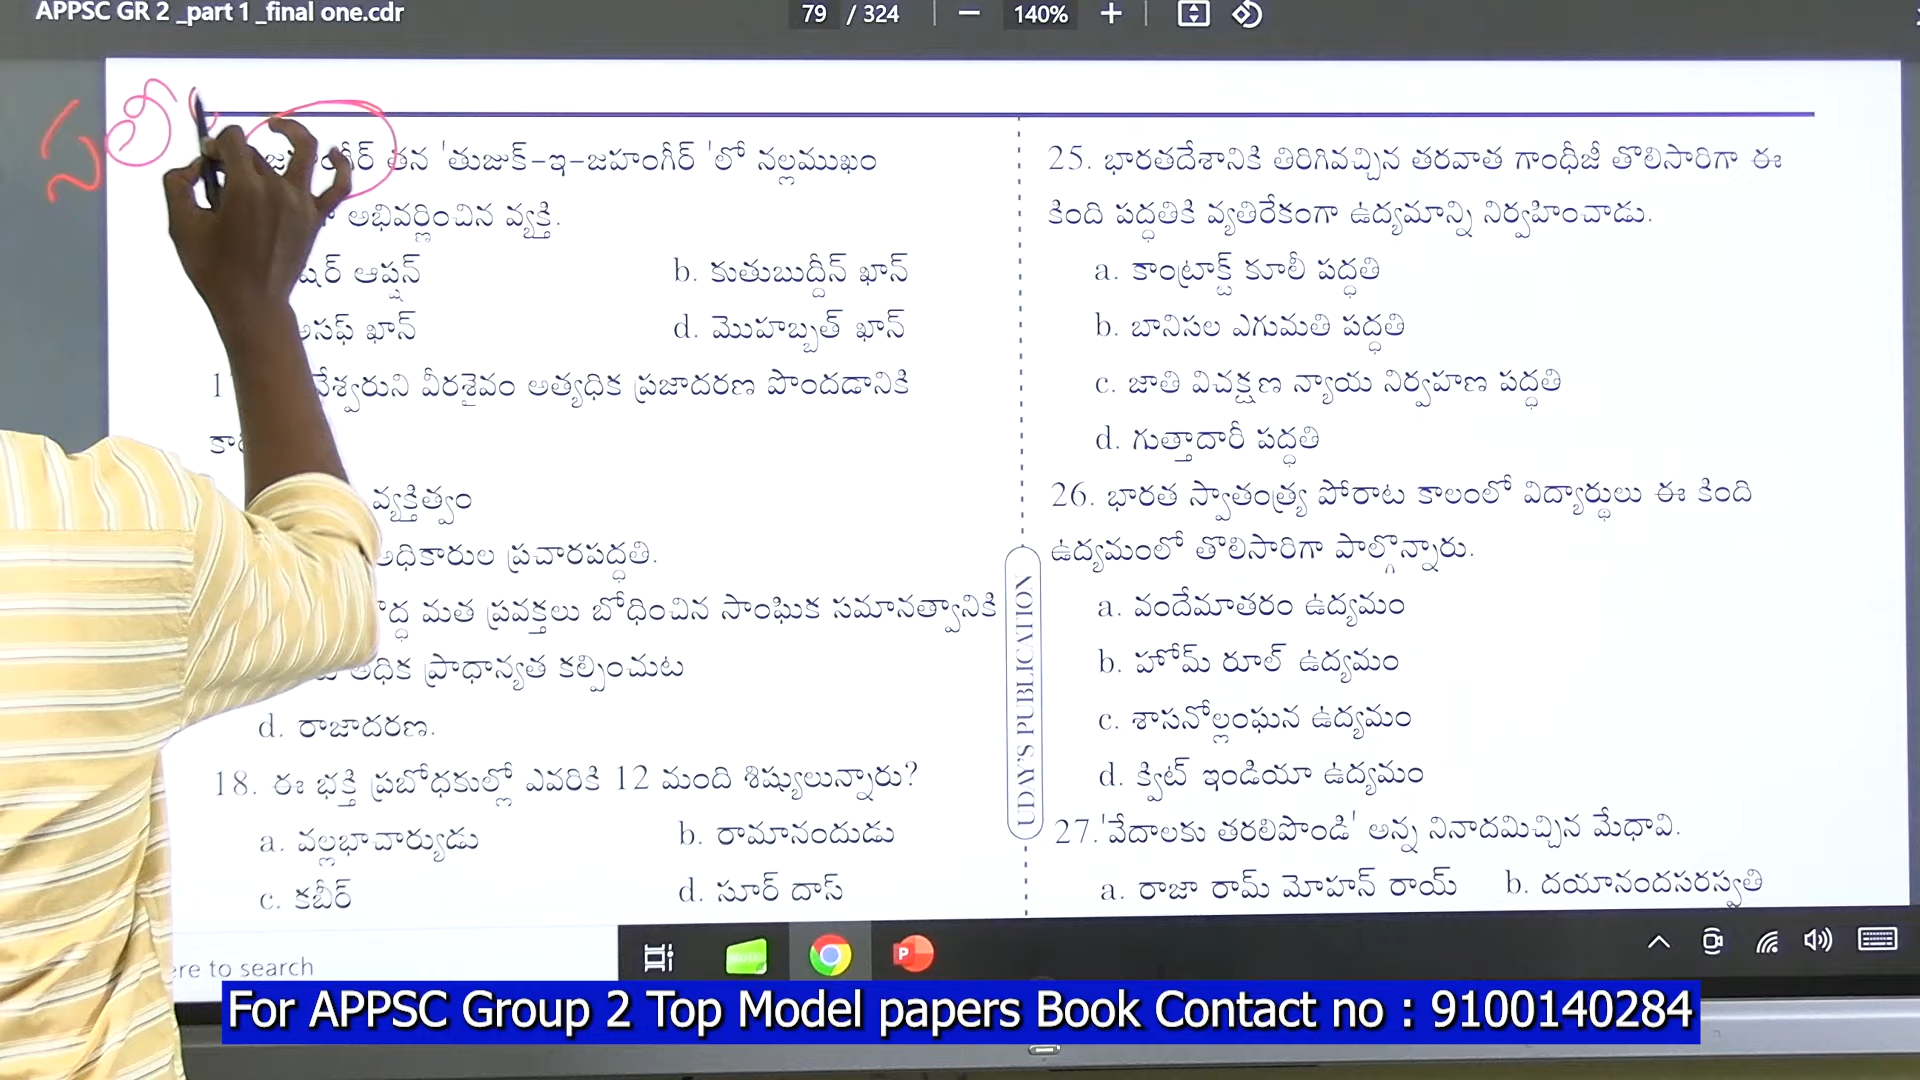 APPSC GR 2 _part 1 _final one.cdr
79 / 324
140%
తన 'తుజుక్-ఇ-జహంగీర్ 'లో నల్లముఖం
అభివర్ణించిన వ్యక్తి.
ఆఫ్ఘన్
b. కుతుబుద్దీన్ ఖాన్
ఖాన్
d. మొహబ్బత్ ఖాన్
వీరశైవం అత్యధిక ప్రజాదరణ పొందడానికి
వ్యక్తిత్వం
అధికారుల ప్రచారపద్ధతి.
మత ప్రవక్తలు బోధించిన సాంఘిక సమానత్వానికి
అధిక ప్రాధాన్యత కల్పించుట
d. రాజాదరణ.
18. ఈ భక్తి ప్రబోధకుల్లో ఎవరికి 12 మంది శిష్యులున్నారు?
a. వల్లభాచార్యుడు
b. రామానందుడు
c. కబీర్
d. సూర్ దాస్
UDAY'S PUBLICATION
25. భారతదేశానికి తిరిగివచ్చిన తరవాత గాంధీజీ తొలిసారిగా ఈ
కింది పద్ధతికి వ్యతిరేకంగా ఉద్యమాన్ని నిర్వహించాడు.
a. కాంట్రాక్ట్ కూలీ పద్ధతి
b. బానిసల ఎగుమతి పద్ధతి
c. జాతి విచక్షణ న్యాయ నిర్వహణ పద్ధతి
d. గుత్తాదారీ పద్ధతి
26. భారత స్వాతంత్ర్య పోరాట కాలంలో విద్యార్థులు ఈ కింది
ఉద్యమంలో తొలిసారిగా పాల్గొన్నారు.
a. వందేమాతరం ఉద్యమం
b. హోమ్ రూల్ ఉద్యమం
c. శాసనోల్లంఘన ఉద్యమం
d. క్విట్ ఇండియా ఉద్యమం
27.'వేదాలకు తరలిపొండి' అన్న నినాదమిచ్చిన మేధావి.
a. రాజా రామ్ మోహన్ రాయ్
b. దయానందసరస్వతి
to search
For APPSC Group 2 Top Model papers Book Contact no : 9100140284